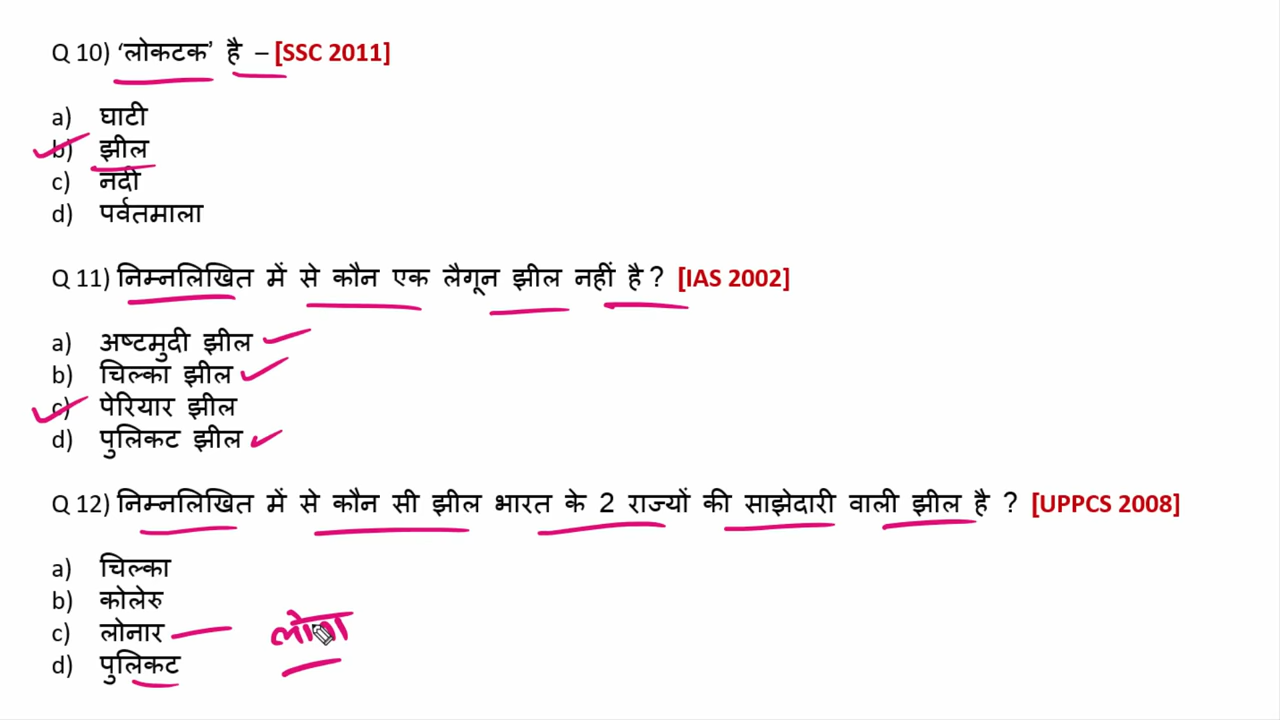 Q 10) ‘लोकटक’ है – [SSC 2011]
a) घाटी
b) झील
c) नदी
d) पर्वतमाला
Q 11) निम्नलिखित में से कौन एक लैगून झील नहीं है ? [IAS 2002]
a) अष्टमुदी झील
b) चिल्का झील
c) पेरियार झील
d) पुलिकट झील
Q 12) निम्नलिखित में से कौन सी झील भारत के 2 राज्यों की साझेदारी वाली झील है ? [UPPCS 2008]
a) चिल्का
b) कोलेरु
c) लोनार
d) पुलिकट